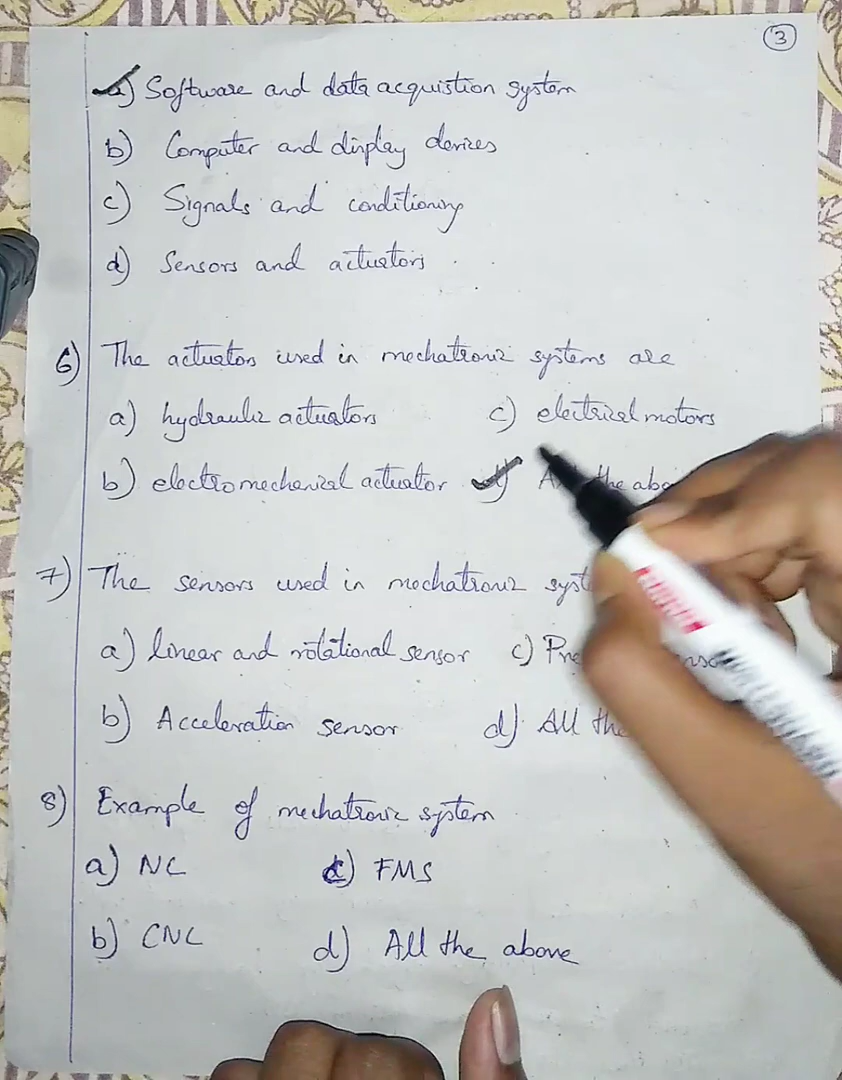 3
a) Software and data acquistion system
b) Computer and display devices
c) Signals and conditioning
d) Sensors and actuators
6) The actuators used in mechatronic systems are
a) hydraulic actuators c) electrical motors
b) electromechanical actuator d) the
7) The sensors used in mechatronic
a) linear and rotational sensor c)
b) Acceleration sensor d) All the
8) Example of mechatronic system
a) NC c) FMS
b) CNC d) All the above